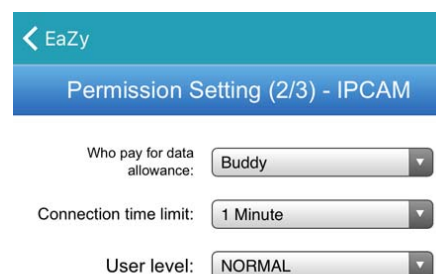 EaZy
Permission Setting (2/3) - IPCAM
Who pay for data
allowance:
Buddy
Connection time limit:
1 Minute
User level:
NORMAL